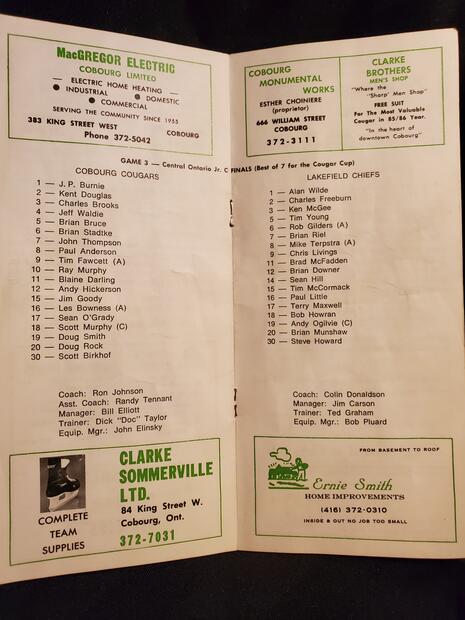 MacGREGOR ELECTRIC
COBOURG LIMITED
— ELECTRIC HOME HEATING —
● INDUSTRIAL ● DOMESTIC
● COMMERCIAL
SERVING THE COMMUNITY SINCE 1955
383 KING STREET WEST COBOURG
Phone 372-5042
COBOURG
MONUMENTAL
WORKS
ESTHER CHOINIERE
(proprietor)
666 WILLIAM STREET
COBOURG
372-3111
CLARKE
BROTHERS
MEN'S SHOP
"Where the
"Sharp' Men Shop"
FREE SUIT
For The Most Valuable
Cougar in 85/86 Year.
"In the heart of
downtown Cobourg"
GAME 3 — Central Ontario Jr. C FINALS (Best of 7 for the Cougar Cup)
COBOURG COUGARS
1 — J.P. Burnie
2 — Kent Douglas
3 — Charles Brooks
4 — Jeff Waldie
5 — Brian Bruce
6 — Brian Stadtke
7 — John Thompson
8 — Paul Anderson
9 — Tim Fawcett (A)
10 — Ray Murphy
11 — Blaine Darling
12 — Andy Hickerson
15 — Jim Goody
16 — Les Bowness (A)
17 — Sean O'Grady
18 — Scott Murphy (C)
19 — Doug Smith
20 — Doug Rock
30 — Scott Birkhof
Coach: Ron Johnson
Asst. Coach: Randy Tennant
Manager: Bill Elliott
Trainer: Dick "Doc" Taylor
Equip. Mgr.: John Elinsky
LAKEFIELD CHIEFS
1 — Alan Wilde
2 — Charles Freeburn
3 — Ken McGee
5 — Tim Young
6 — Rob Gilders (A)
7 — Brian Riel
8 — Mike Terpstra (A)
9 — Chris Livings
11 — Brad McFadden
12 — Brian Downer
14 — Sean Hill
15 — Tim McCormack
16 — Paul Little
17 — Terry Maxwell
18 — Bob Howran
19 — Andy Ogilvie (C)
20 — Brian Munshaw
30 — Steve Howard
Coach: Colin Donaldson
Manager: Jim Carson
Trainer: Ted Graham
Equip. Mgr.: Bob Pluard
COMPLETE
TEAM
SUPPLIES
CLARKE
SOMMERVILLE
LTD.
84 King Street W.
Cobourg, Ont.
372-7031
FROM BASEMENT TO ROOF
Ernie Smith
HOME IMPROVEMENTS
(416) 372-0310
INSIDE & OUT NO JOB TOO SMALL